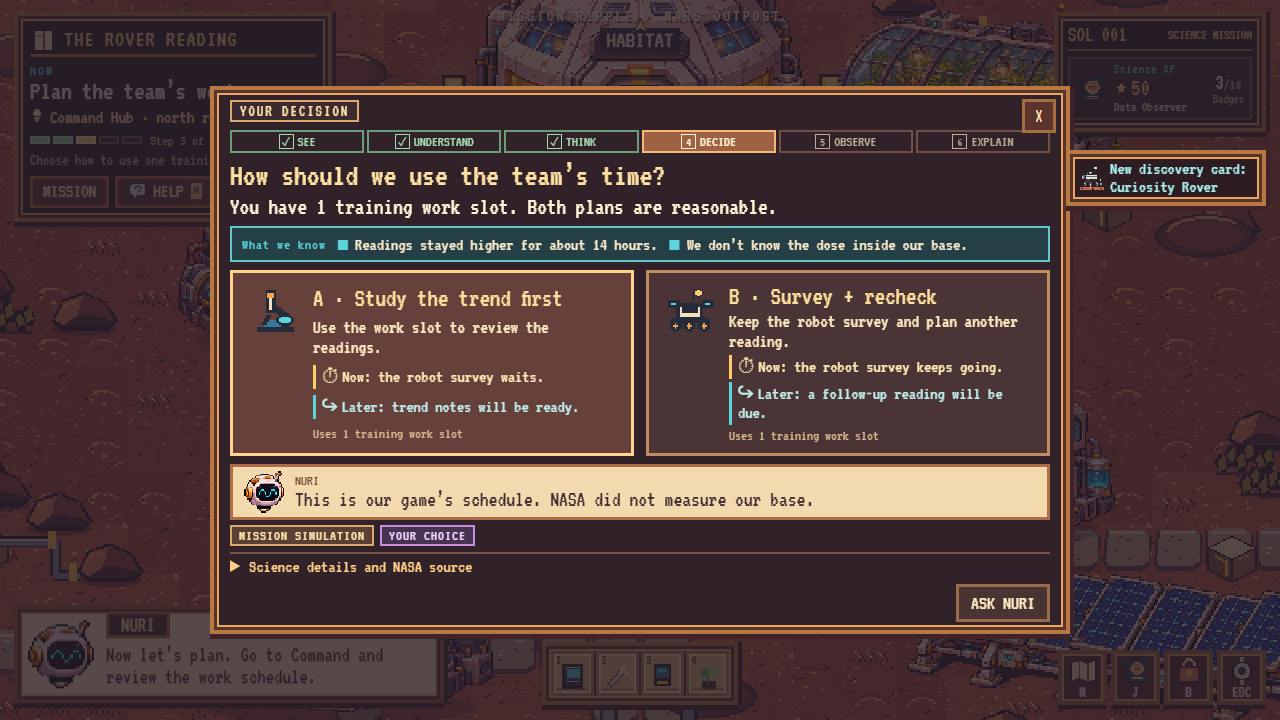 MISSION RIPPLE · MARS OUTPOST
HABITAT
THE ROVER READING
NOW
Plan the team's
Command Hub · north
Step 3 of
Choose how to use one
MISSION
HELP H
SOL 001
SCIENCE MISSION
Science XP
50
Data Observer
3/10
Badges
New discovery card:
Curiosity Rover
YOUR DECISION
X
SEE
UNDERSTAND
THINK
4 DECIDE
5 OBSERVE
6 EXPLAIN
How should we use the team's time?
You have 1 training work slot. Both plans are reasonable.
What we know
Readings stayed higher for about 14 hours.
We don't know the dose inside our base.
A · Study the trend first
Use the work slot to review the
readings.
Now: the robot survey waits.
Later: trend notes will be ready.
Uses 1 training work slot
B · Survey + recheck
Keep the robot survey and plan another
reading.
Now: the robot survey keeps going.
Later: a follow-up reading will be
due.
Uses 1 training work slot
NURI
This is our game's schedule. NASA did not measure our base.
MISSION SIMULATION
YOUR CHOICE
Science details and NASA source
ASK NURI
NURI
Now let's plan. Go to Command and
review the work schedule.
1
2
3
4
M
J
B
ESC